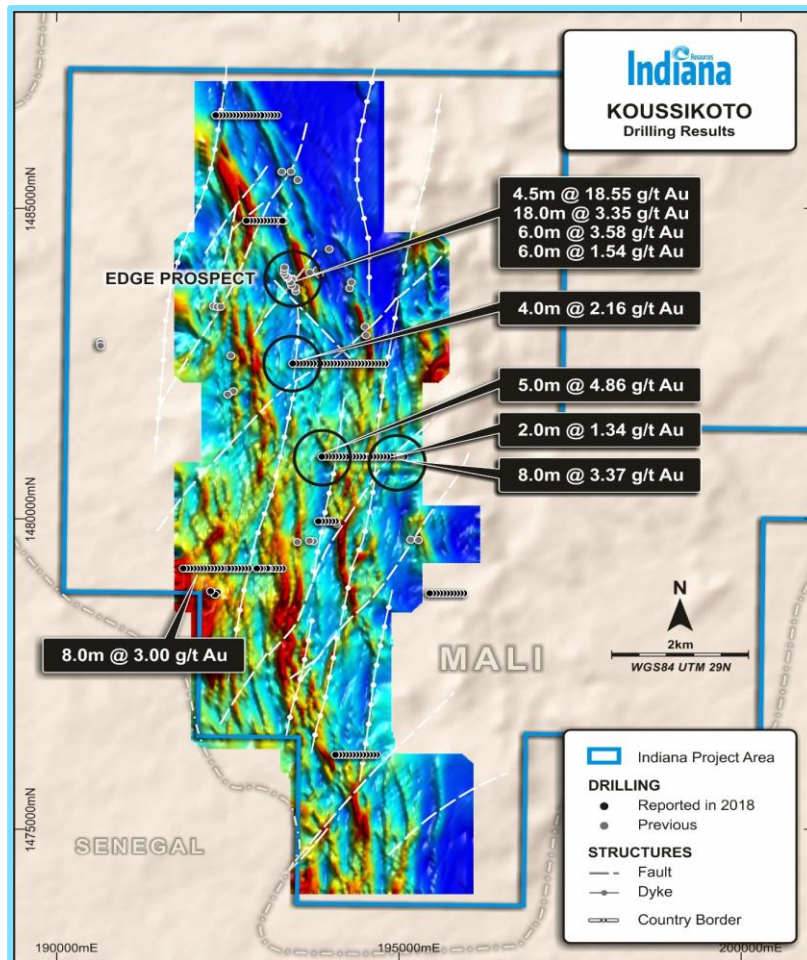 Indiana
Resources
KOUSSIKOTO
Drilling Results
4.5m @ 18.55 g/t Au
18.0m @ 3.35 g/t Au
6.0m @ 3.58 g/t Au
6.0m @ 1.54 g/t Au
EDGE PROSPECT
4.0m @ 2.16 g/t Au
5.0m @ 4.86 g/t Au
2.0m @ 1.34 g/t Au
8.0m @ 3.37 g/t Au
8.0m @ 3.00 g/t Au
MALI
SENEGAL
N
2km
WGS84 UTM 29N
Indiana Project Area
DRILLING
Reported in 2018
Previous
STRUCTURES
Fault
Dyke
Country Border
1485000mN
1480000mN
1475000mN
190000mE
195000mE
200000mE